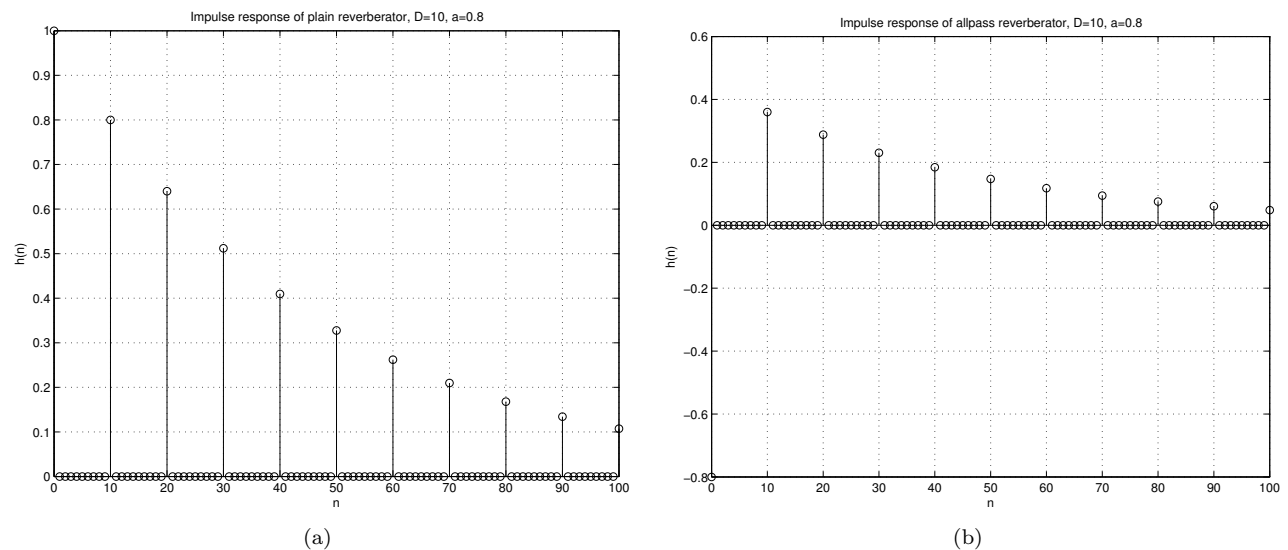 Impulse response of plain reverberator, D=10, a=0.8
1
0.9
0.8
0.7
0.6
0.5
0.4
0.3
0.2
0.1
0
h(n)
0 10 20 30 40 50 60 70 80 90 100
n
(a)
Impulse response of allpass reverberator, D=10, a=0.8
0.6
0.4
0.2
0
−0.2
−0.4
−0.6
−0.8
h(n)
0 10 20 30 40 50 60 70 80 90 100
n
(b)